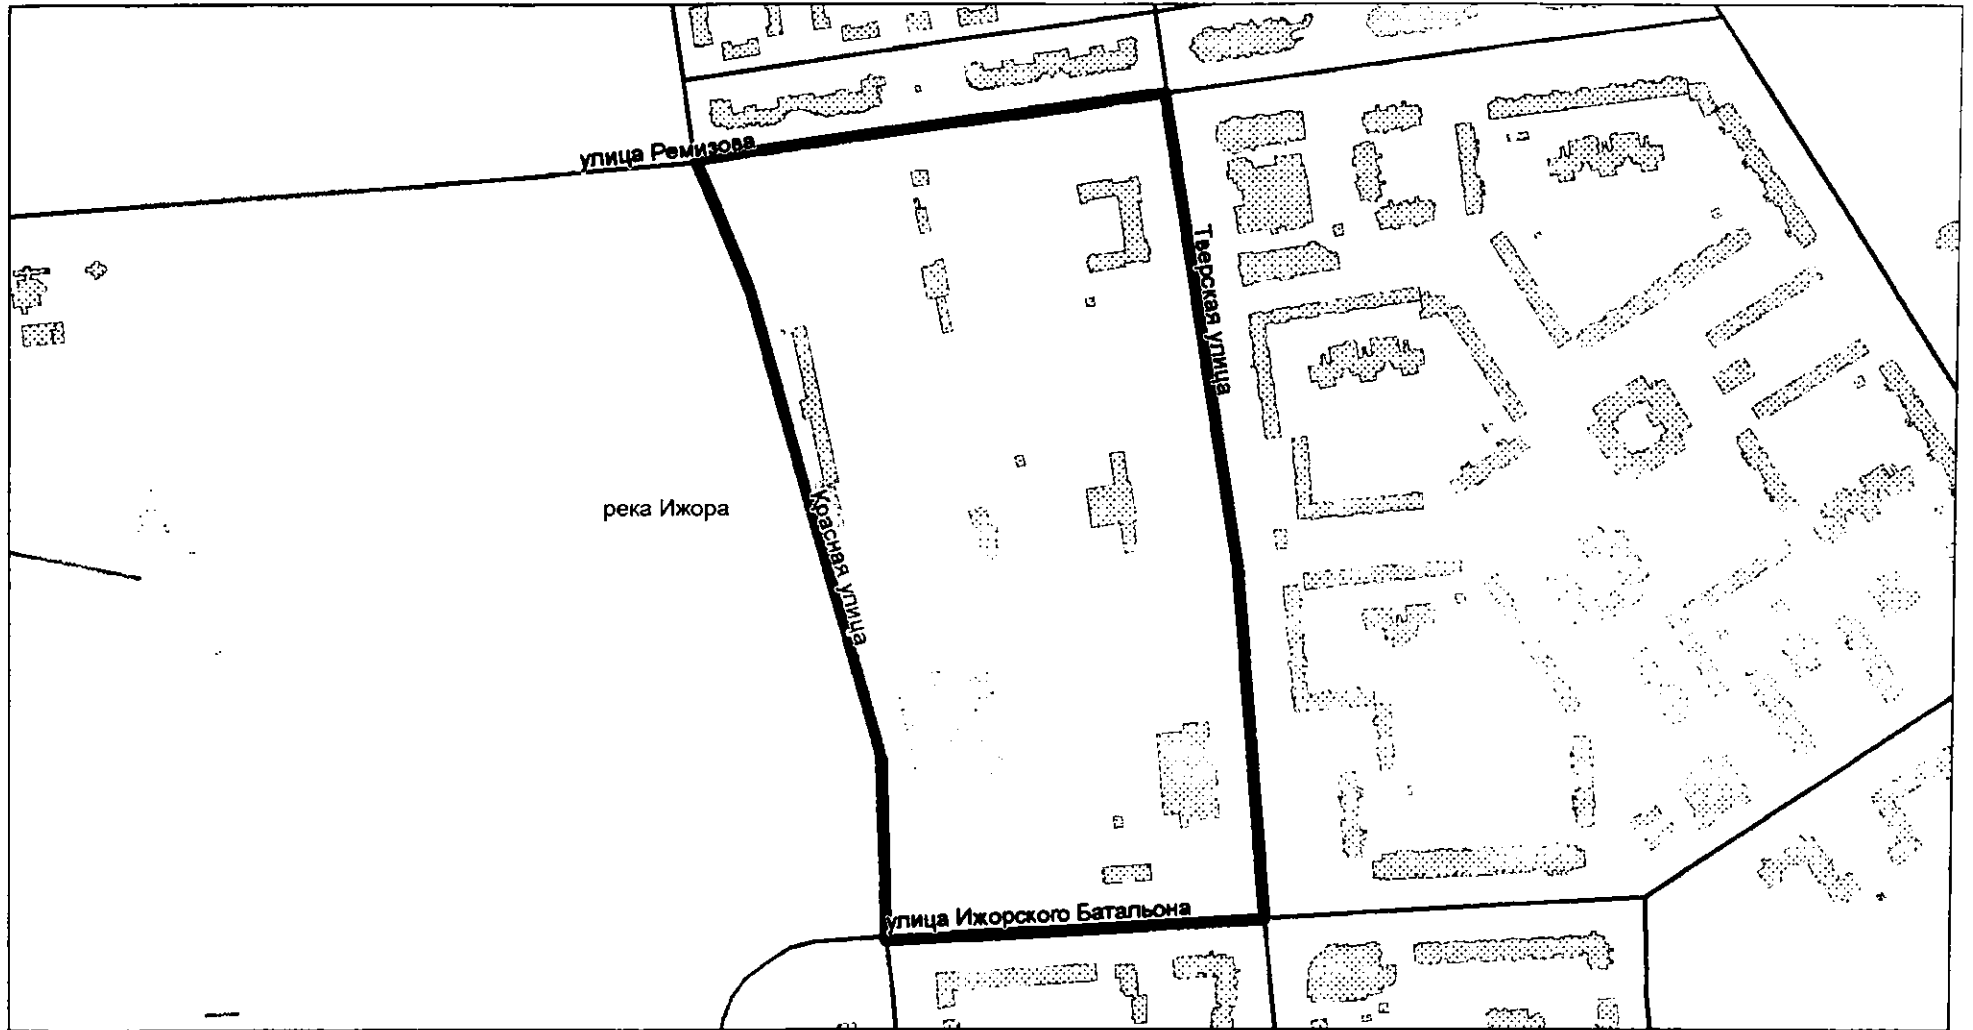 улица Ремизова
Тверская улица
река Ижора
Красная улица
улица Ижорского Батальона